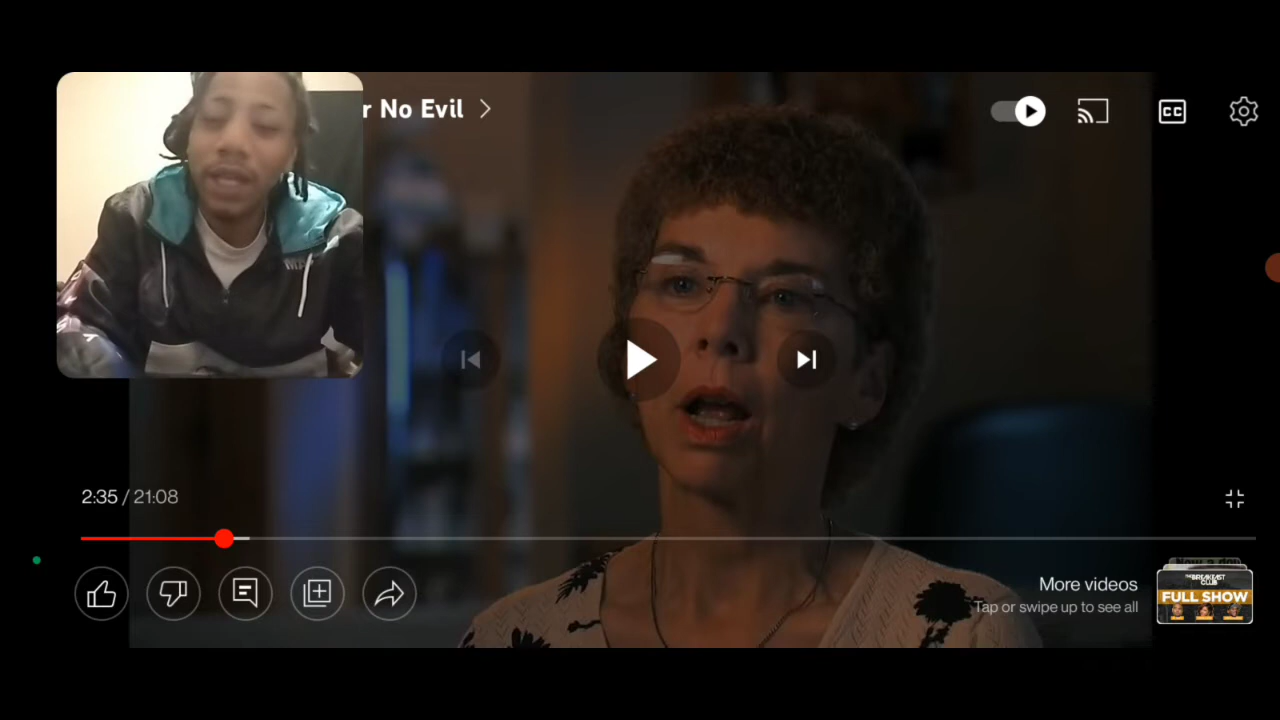 r No Evil
CC
2:35 / 21:08
More videos
Tap or swipe up to see all
THE BREAKFAST
CLUB
FULL SHOW